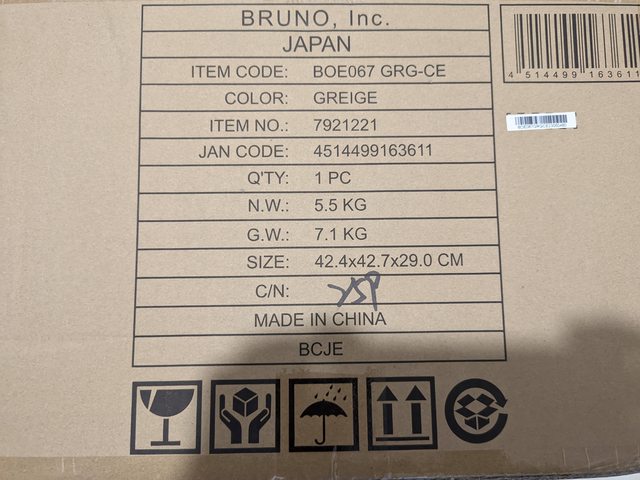 BRUNO, Inc.
JAPAN
ITEM CODE: BOE067 GRG-CE
COLOR: GREIGE
ITEM NO.: 7921221
JAN CODE: 4514499163611
Q'TY: 1 PC
N.W.: 5.5 KG
G.W.: 7.1 KG
SIZE: 42.4x42.7x29.0 CM
C/N: 259
MADE IN CHINA
BCJE
4 514499 163611